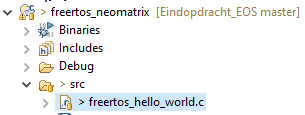 > freertos_neomatrix [Eindopdracht_EOS master]
Binaries
Includes
Debug
> src
> freertos_hello_world.c